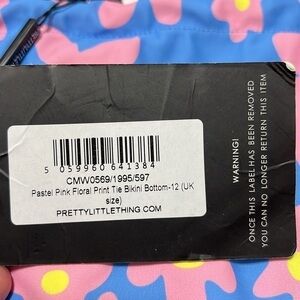 5 059960 641384
CMW0569/1995/597
Pastel Pink Floral Print Tie Bikini Bottom-12 (UK
size)
PRETTYLITTLETHING.COM
WARNING!
ONCE THIS LABEL HAS BEEN REMOVED
YOU CAN NO LONGER RETURN THIS ITEM